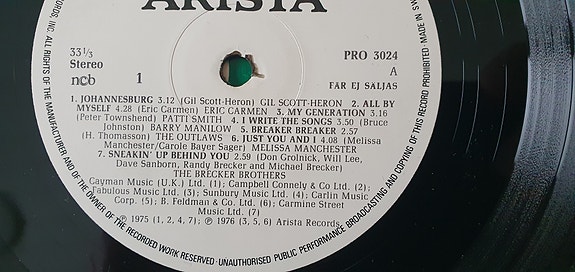 ARISTA
33 1/3
Stereo
ncb
1
PRO 3024
A
FÅR EJ SÄLJAS
1. JOHANNESBURG 3.12 (Gil Scott-Heron) GIL SCOTT-HERON 2. ALL BY
MYSELF 4.28 (Eric Carmen) ERIC CARMEN 3. MY GENERATION 3.16
(Peter Townshend) PATTI SMITH 4. I WRITE THE SONGS 3.50 (Bruce
Johnston) BARRY MANILOW 5. BREAKER BREAKER 2.57
(H. Thomasson) THE OUTLAWS 6. JUST YOU AND I 4.08 (Melissa
Manchester/Carole Bayer Sager) MELISSA MANCHESTER
7. SNEAKIN' UP BEHIND YOU 2.59 (Don Grolnick, Will Lee,
Dave Sanborn, Randy Brecker and Michael Brecker)
THE BRECKER BROTHERS
Cayman Music (U.K.) Ltd. (1); Campbell Connely & Co Ltd. (2);
Fabulous Music Ltd. (3); Sunbury Music Ltd. (4); Carlin Music
Corp. (5); B. Feldman & Co Ltd. (6); Carmine Street
Music Ltd. (7)
℗ 1975 (1, 2, 4, 7); ℗ 1976 (3, 5, 6) Arista Records
RECORDS, INC. ALL RIGHTS OF THE MANUFACTURER AND OF THE OWNER OF THE RECORDED WORK RESERVED · UNAUTHORISED PUBLIC PERFORMANCE BROADCASTING AND COPYING OF THIS RECORD PROHIBITED · MADE IN SW